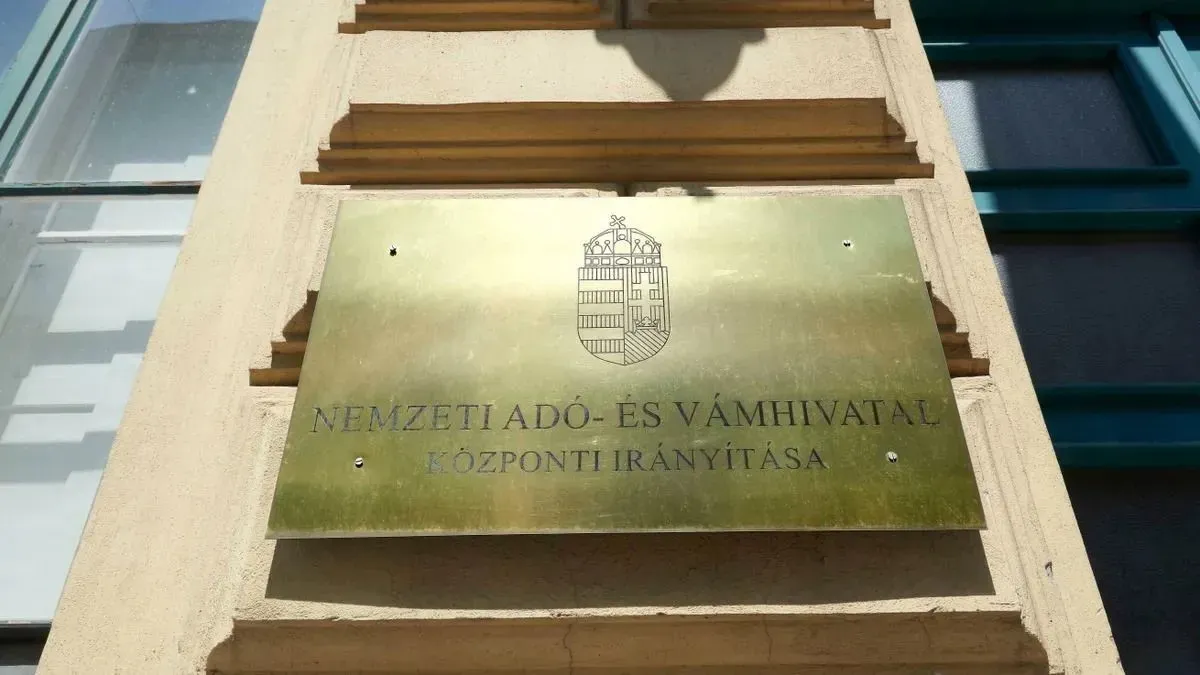 NEMZETI ADÓ- ÉS VÁMHIVATAL
KÖZPONTI IRÁNYÍTÁSA